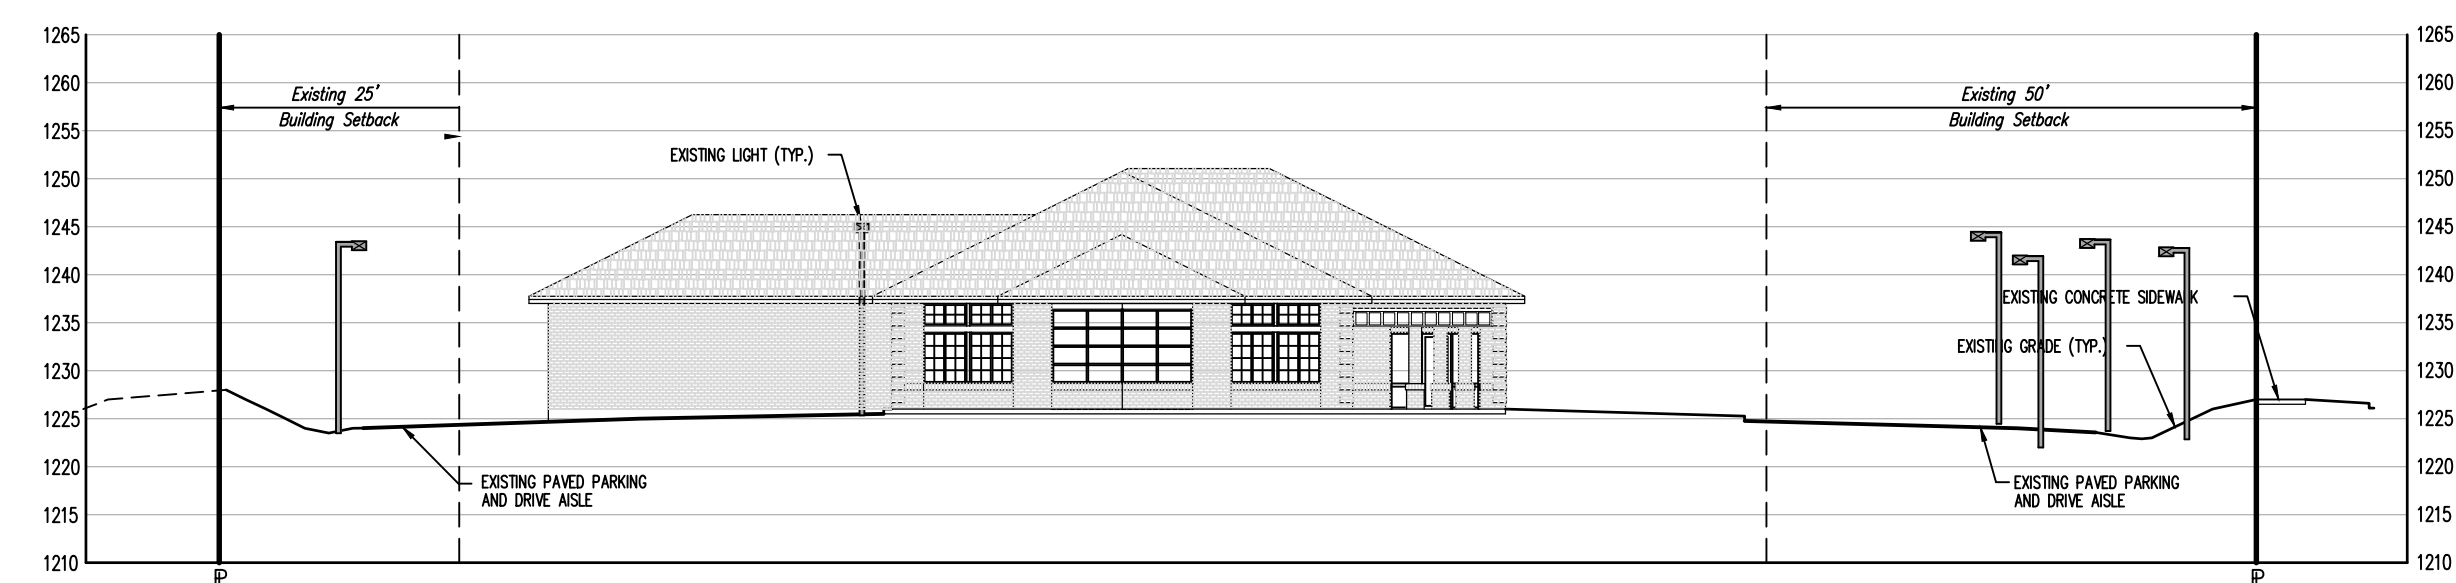 1265
1260
1255
1250
1245
1240
1235
1230
1225
1220
1215
1210
Existing 25'
Building Setback
EXISTING LIGHT (TYP.)
EXISTING PAVED PARKING
AND DRIVE AISLE
Existing 50'
Building Setback
EXISTING CONCRETE SIDEWALK
EXISTING GRADE (TYP.)
EXISTING PAVED PARKING
AND DRIVE AISLE
1265
1260
1255
1250
1245
1240
1235
1230
1225
1220
1215
1210
PL
PL